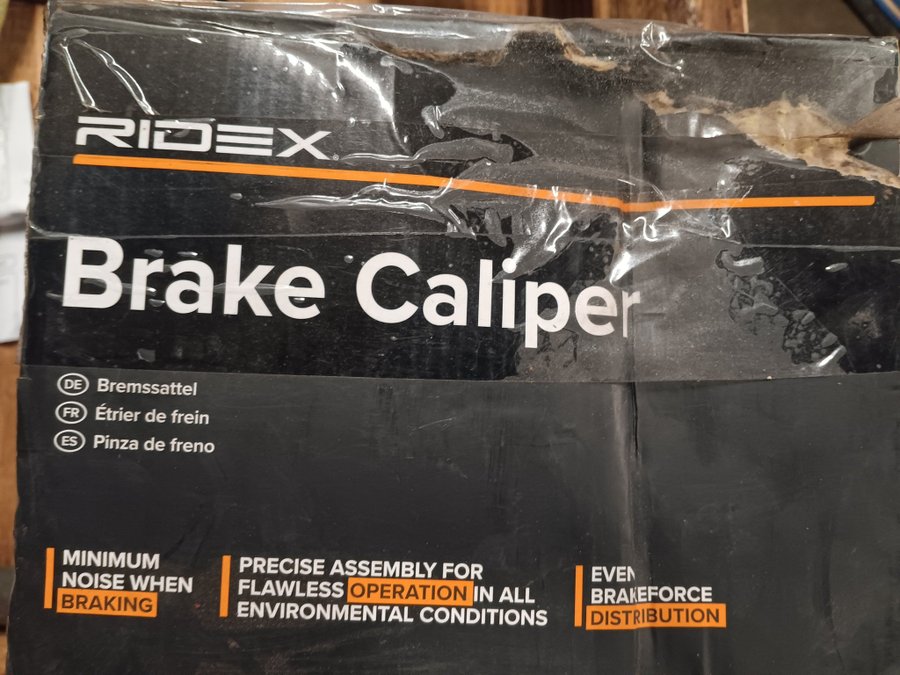 RIDEX
Brake Caliper
DE Bremssattel
FR Étrier de frein
ES Pinza de freno
MINIMUM
NOISE WHEN
BRAKING
PRECISE ASSEMBLY FOR
FLAWLESS OPERATION IN ALL
ENVIRONMENTAL CONDITIONS
EVEN
BRAKEFORCE
DISTRIBUTION